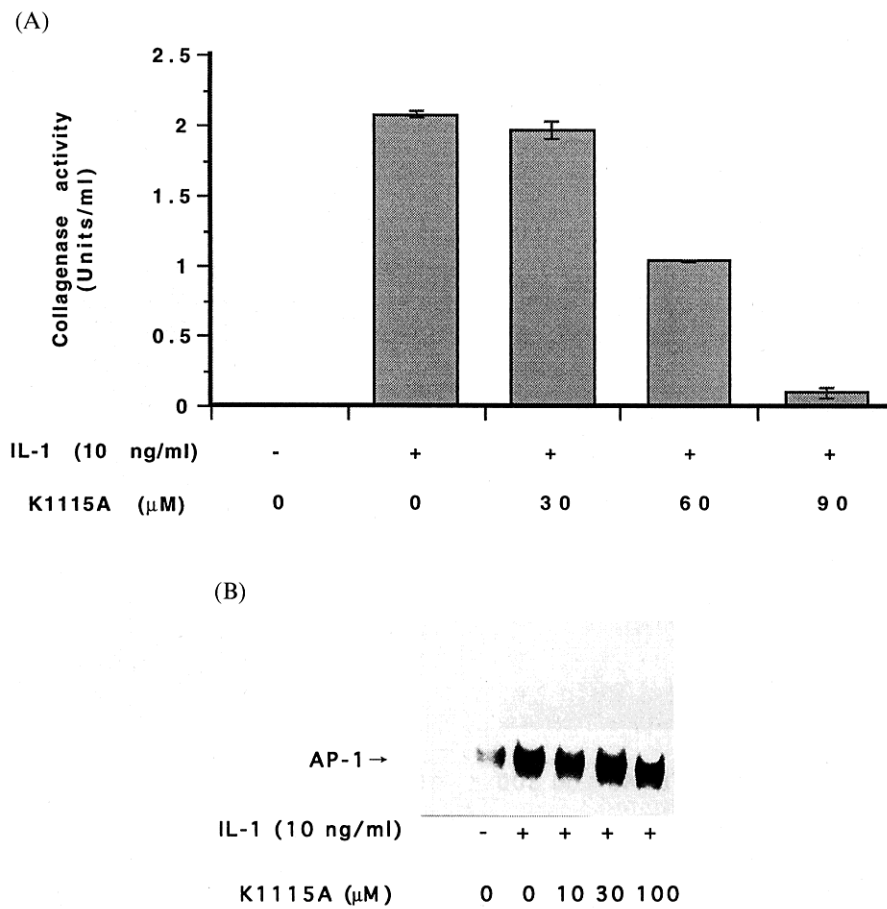 (A)
2.5
2
1.5
1
0.5
0
Collagenase activity
(Units/ml)
IL-1 (10 ng/ml) - + + + +
K1115A (μM) 0 0 30 60 90
(B)
AP-1→
IL-1 (10 ng/ml) - + + + +
K1115A (μM) 0 0 10 30 100